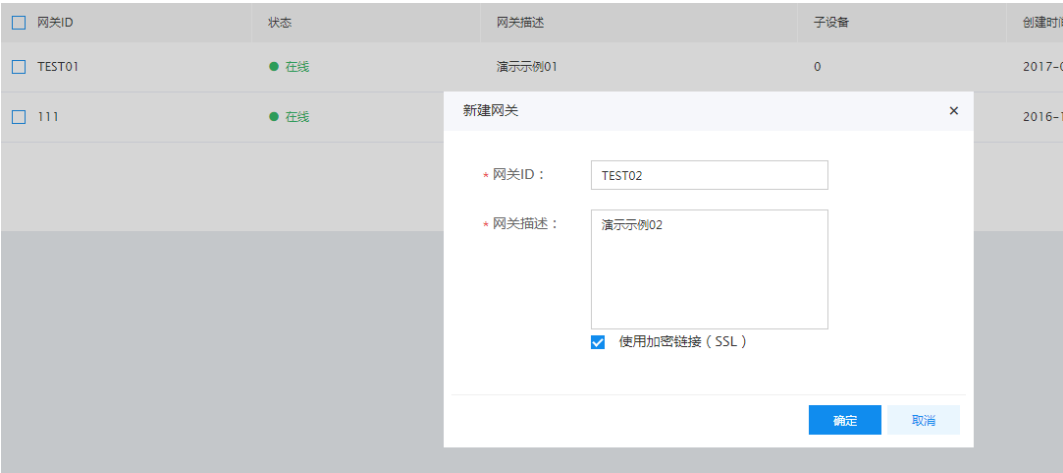 网关ID 状态 网关描述 子设备 创建时间
TEST01 在线 演示示例01 0 2017-0
111 在线 2016-1
新建网关 ×
* 网关ID： TEST02
* 网关描述： 演示示例02
使用加密链接（SSL）
确定 取消